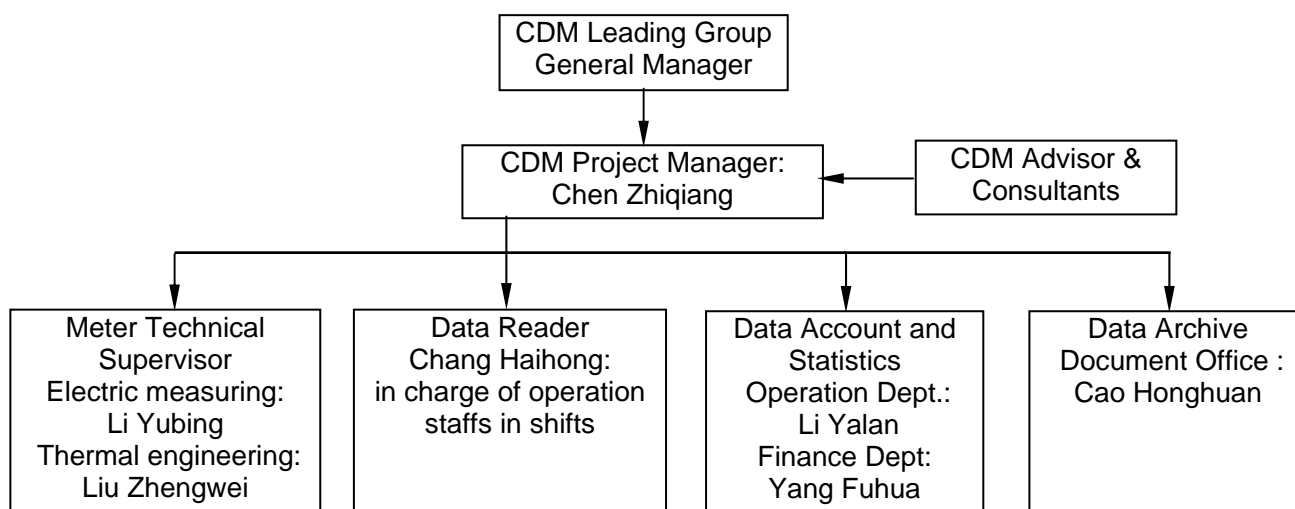 CDM Leading Group
General Manager
CDM Project Manager:
Chen Zhiqiang
CDM Advisor &
Consultants
Meter Technical
Supervisor
Electric measuring:
Li Yubing
Thermal engineering:
Liu Zhengwei
Data Reader
Chang Haihong:
in charge of operation
staffs in shifts
Data Account and
Statistics
Operation Dept.:
Li Yalan
Finance Dept:
Yang Fuhua
Data Archive
Document Office :
Cao Honghuan